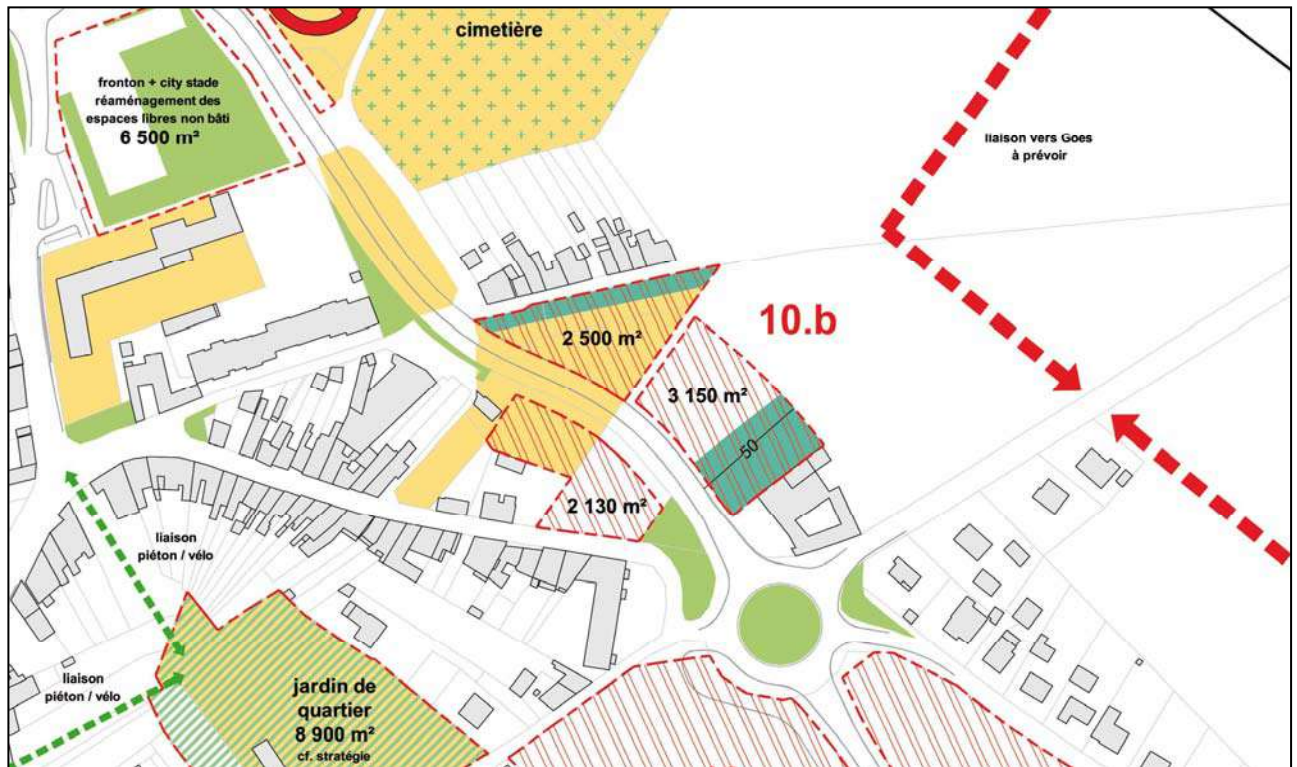 cimetière
fronton + city stade
réaménagement des
espaces libres non bâti
6 500 m²
liaison vers Goes
à prévoir
10.b
2 500 m²
3 150 m²
50
2 130 m²
liaison
piéton / vélo
liaison
piéton / vélo
jardin de
quartier
8 900 m²
cf. stratégie